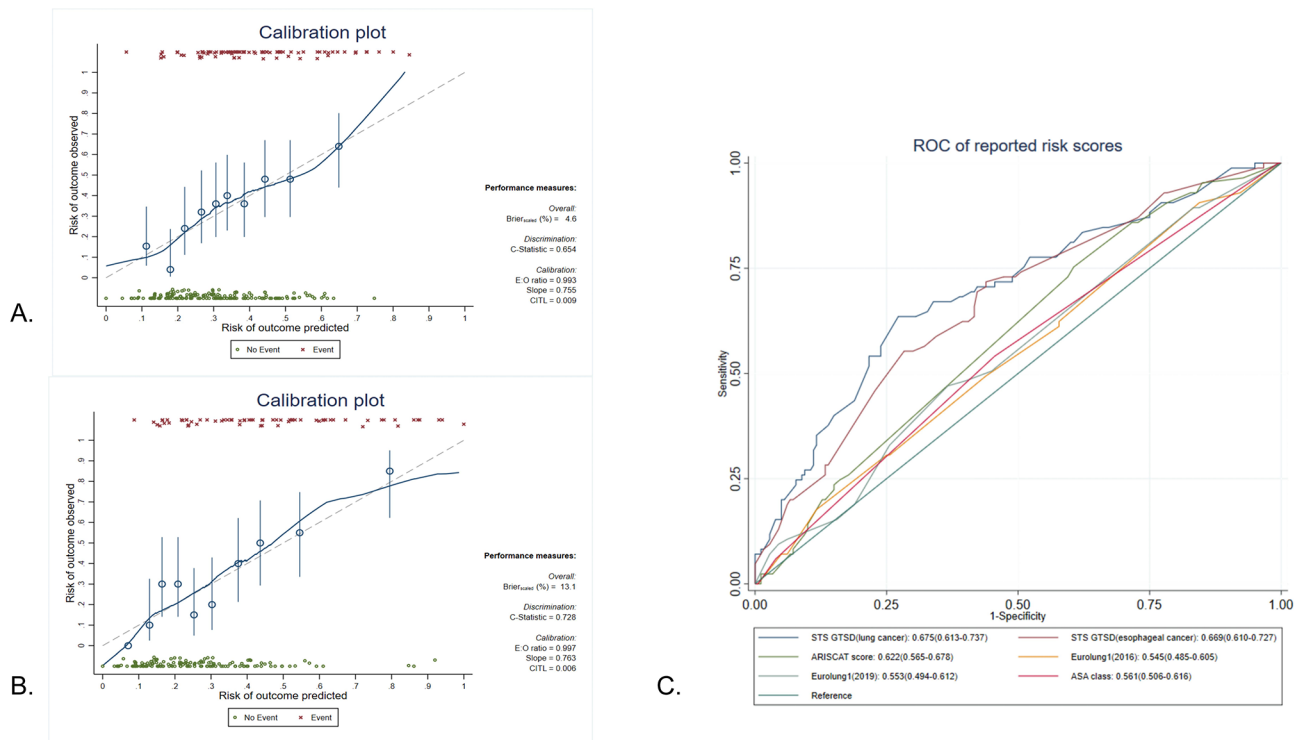 Calibration plot
Risk of outcome observed
0 .1 .2 .3 .4 .5 .6 .7 .8 .9 1
0 .1 .2 .3 .4 .5 .6 .7 .8 .9 1
Risk of outcome predicted
No Event Event
Performance measures:
Overall:
Brierscaled (%) = 4.6
Discrimination:
C-Statistic = 0.654
Calibration:
E:O ratio = 0.993
Slope = 0.755
CITL = 0.009
A.
Calibration plot
Risk of outcome observed
0 .1 .2 .3 .4 .5 .6 .7 .8 .9 1
0 .1 .2 .3 .4 .5 .6 .7 .8 .9 1
Risk of outcome predicted
No Event Event
Performance measures:
Overall:
Brierscaled (%) = 13.1
Discrimination:
C-Statistic = 0.728
Calibration:
E:O ratio = 0.997
Slope = 0.763
CITL = 0.006
B.
ROC of reported risk scores
Sensitivity
0.00 0.25 0.50 0.75 1.00
0.00 0.25 0.50 0.75 1.00
1-Specificity
STS GTSD(lung cancer): 0.675(0.613-0.737) STS GTSD(esophageal cancer): 0.669(0.610-0.727)
ARISCAT score: 0.622(0.565-0.678) Eurolung1(2016): 0.545(0.485-0.605)
Eurolung1(2019): 0.553(0.494-0.612) ASA class: 0.561(0.506-0.616)
Reference
C.